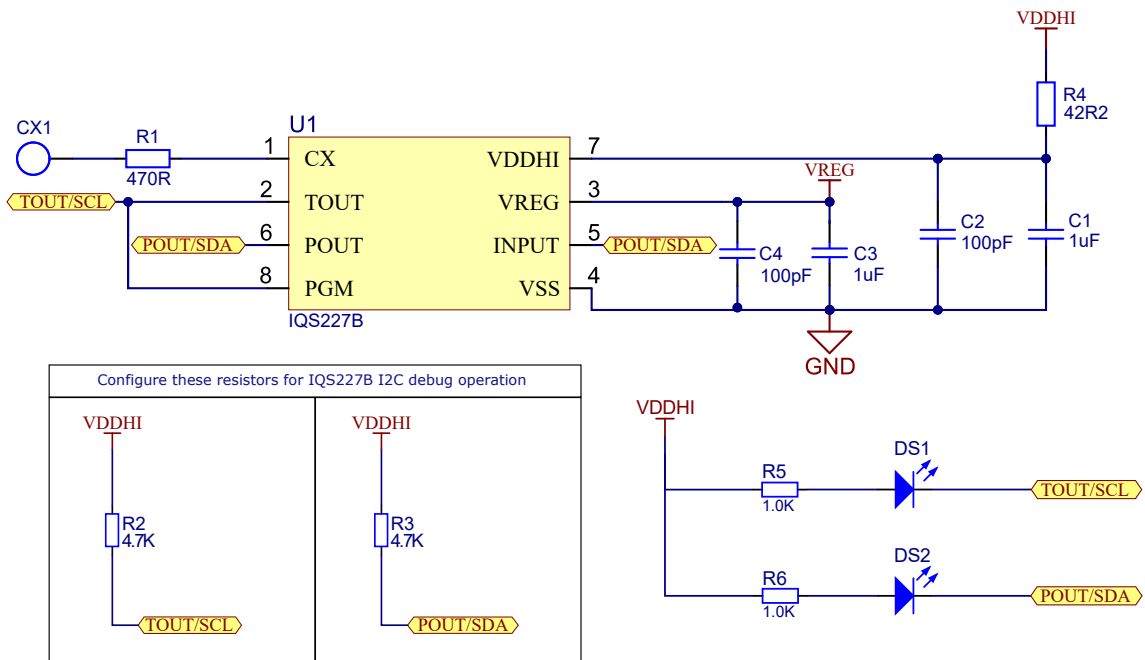 VDDHI
R4
42R2
CX1
R1
470R
U1
1
CX
VDDHI
7
2
TOUT
VREG
3
VREG
TOUT/SCL
6
POUT
INPUT
5
POUT/SDA
POUT/SDA
8
PGM
VSS
4
IQS227B
C4
100pF
C3
1uF
C2
100pF
C1
1uF
GND
Configure these resistors for IQS227B I2C debug operation
VDDHI
R2
4.7K
TOUT/SCL
VDDHI
R3
4.7K
POUT/SDA
VDDHI
R5
1.0K
DS1
TOUT/SCL
R6
1.0K
DS2
POUT/SDA